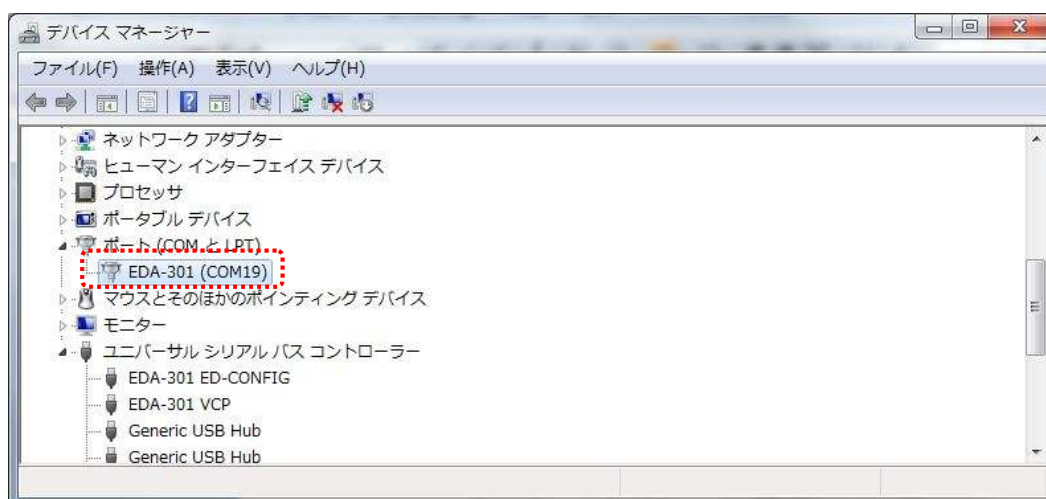 デバイス マネージャー
ファイル(F) 操作(A) 表示(V) ヘルプ(H)
ネットワーク アダプター
ヒューマン インターフェイス デバイス
プロセッサ
ポータブル デバイス
ポート (COM と LPT)
EDA-301 (COM19)
マウスとそのほかのポインティング デバイス
モニター
ユニバーサル シリアル バス コントローラー
EDA-301 ED-CONFIG
EDA-301 VCP
Generic USB Hub
Generic USB Hub